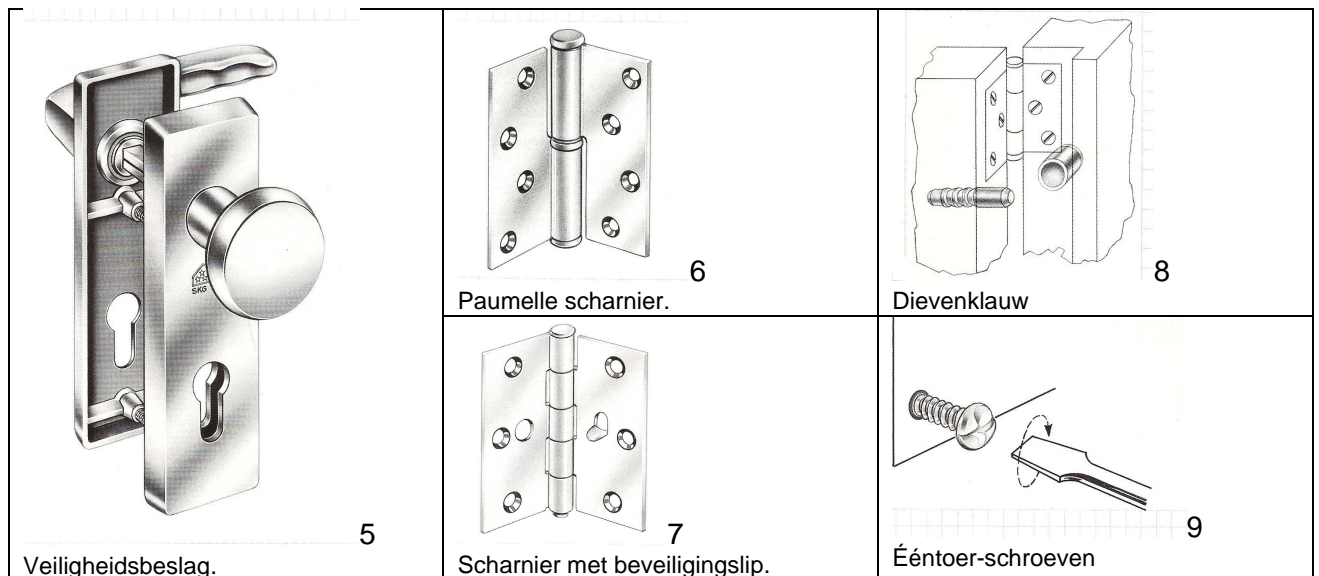 SKG
5
Veiligheidsbeslag.
6
Paumelle scharnier.
7
Scharnier met beveiligingslip.
8
Dievenklauw
9
Ééntoer-schroeven